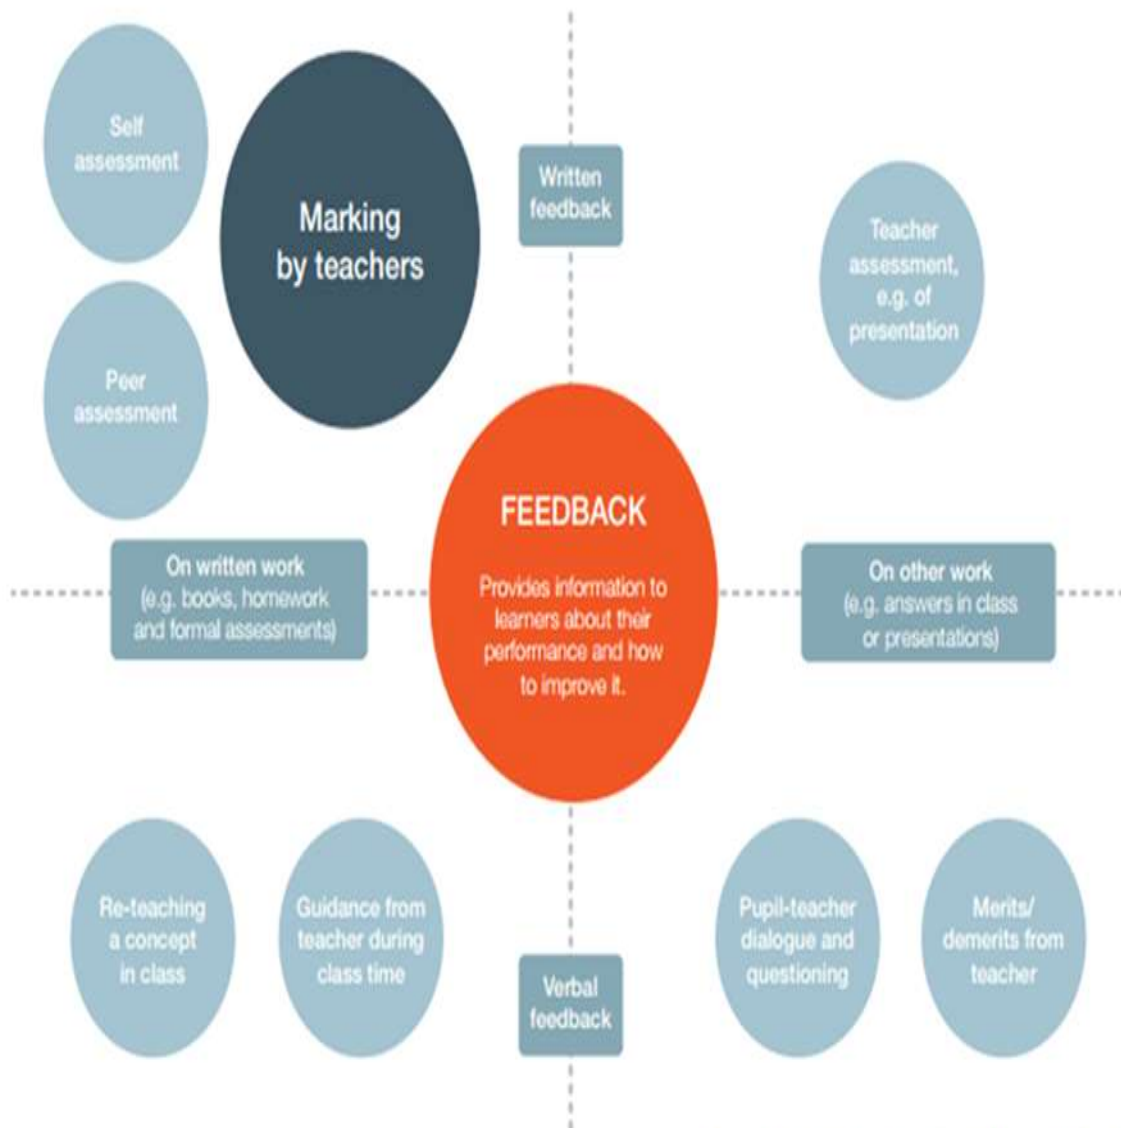 Self
assessment
Marking
by teachers
Written
feedback
Teacher
assessment,
e.g. of
presentation
Peer
assessment
FEEDBACK
Provides information to
learners about their
performance and how
to improve it.
On written work
(e.g. books, homework
and formal assessments)
On other work
(e.g. answers in class
or presentations)
Re-teaching
a concept
in class
Guidance from
teacher during
class time
Verbal
feedback
Pupil-teacher
dialogue and
questioning
Merits/
demerits from
teacher